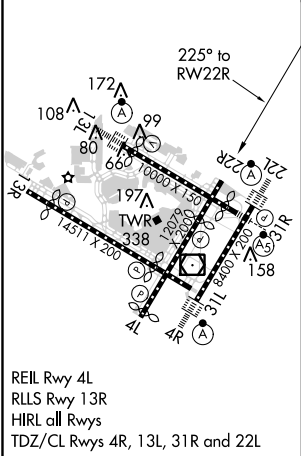 225° to
RW22R
172
A
99
108
13L
80
A
66
10000 X 150
22R
A
22L
13R
P
197
TWR
338
12079
X 200
P
P
31R
A5
158
14511 X 200
8400 X 200
P
P
4L
4R
31L
A
REIL Rwy 4L
RLLS Rwy 13R
HIRL all Rwys
TDZ/CL Rwys 4R, 13L, 31R and 22L